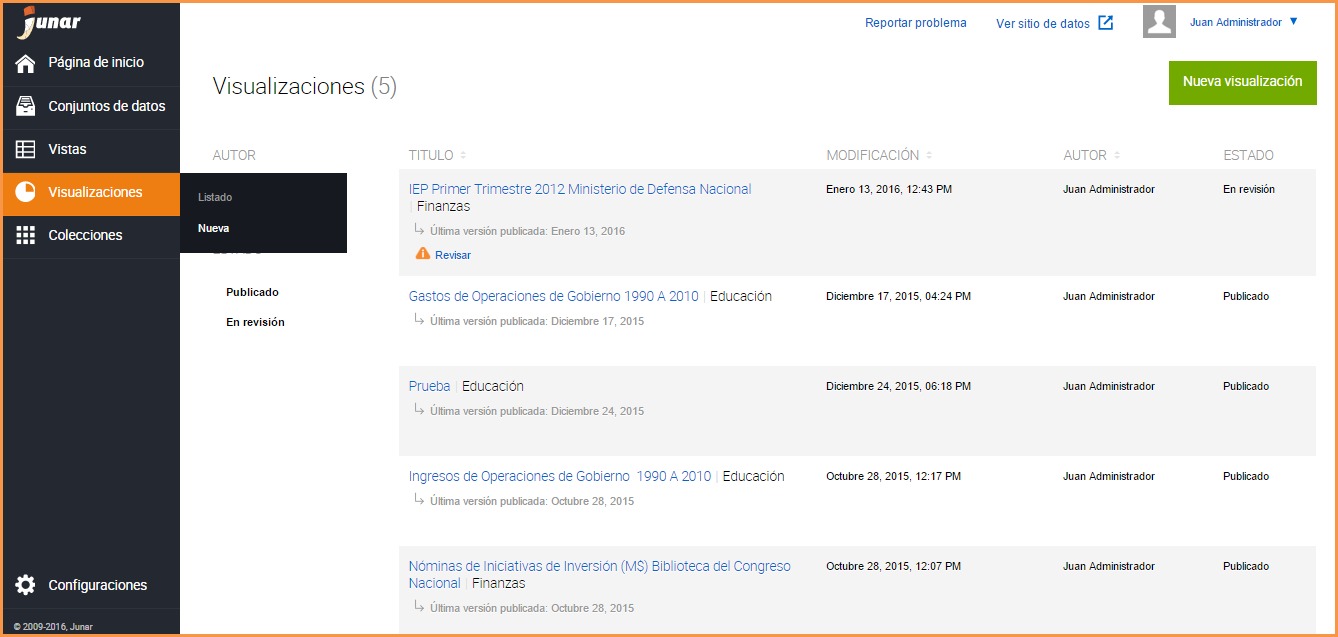 junar
Reportar problema
Ver sitio de datos
Juan Administrador
Página de inicio
Conjuntos de datos
Vistas
Visualizaciones
Colecciones
Configuraciones
© 2009-2016, Junar
Listado
Nueva
Visualizaciones (5)
Nueva visualización
AUTOR
Publicado
En revisión
TITULO MODIFICACIÓN AUTOR ESTADO
IEP Primer Trimestre 2012 Ministerio de Defensa Nacional Enero 13, 2016, 12:43 PM Juan Administrador En revisión
| Finanzas
Última versión publicada: Enero 13, 2016
Revisar
Gastos de Operaciones de Gobierno 1990 A 2010 | Educación Diciembre 17, 2015, 04:24 PM Juan Administrador Publicado
Última versión publicada: Diciembre 17, 2015
Prueba | Educación Diciembre 24, 2015, 06:18 PM Juan Administrador Publicado
Última versión publicada: Diciembre 24, 2015
Ingresos de Operaciones de Gobierno 1990 A 2010 | Educación Octubre 28, 2015, 12:17 PM Juan Administrador Publicado
Última versión publicada: Octubre 28, 2015
Nóminas de Iniciativas de Inversión (M$) Biblioteca del Congreso Octubre 28, 2015, 12:07 PM Juan Administrador Publicado
Nacional | Finanzas
Última versión publicada: Octubre 28, 2015